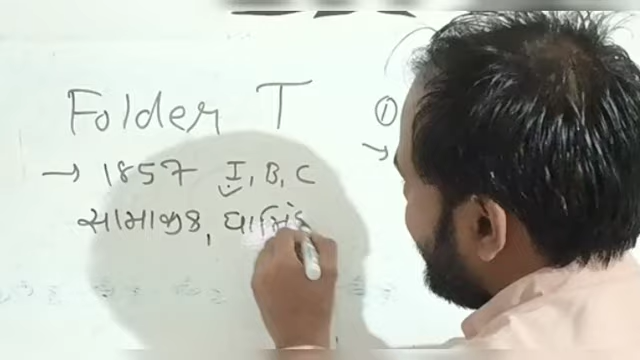 Folder T
→ 1857 I, B, C
સામાજીક, ધાર્મિક
①
→